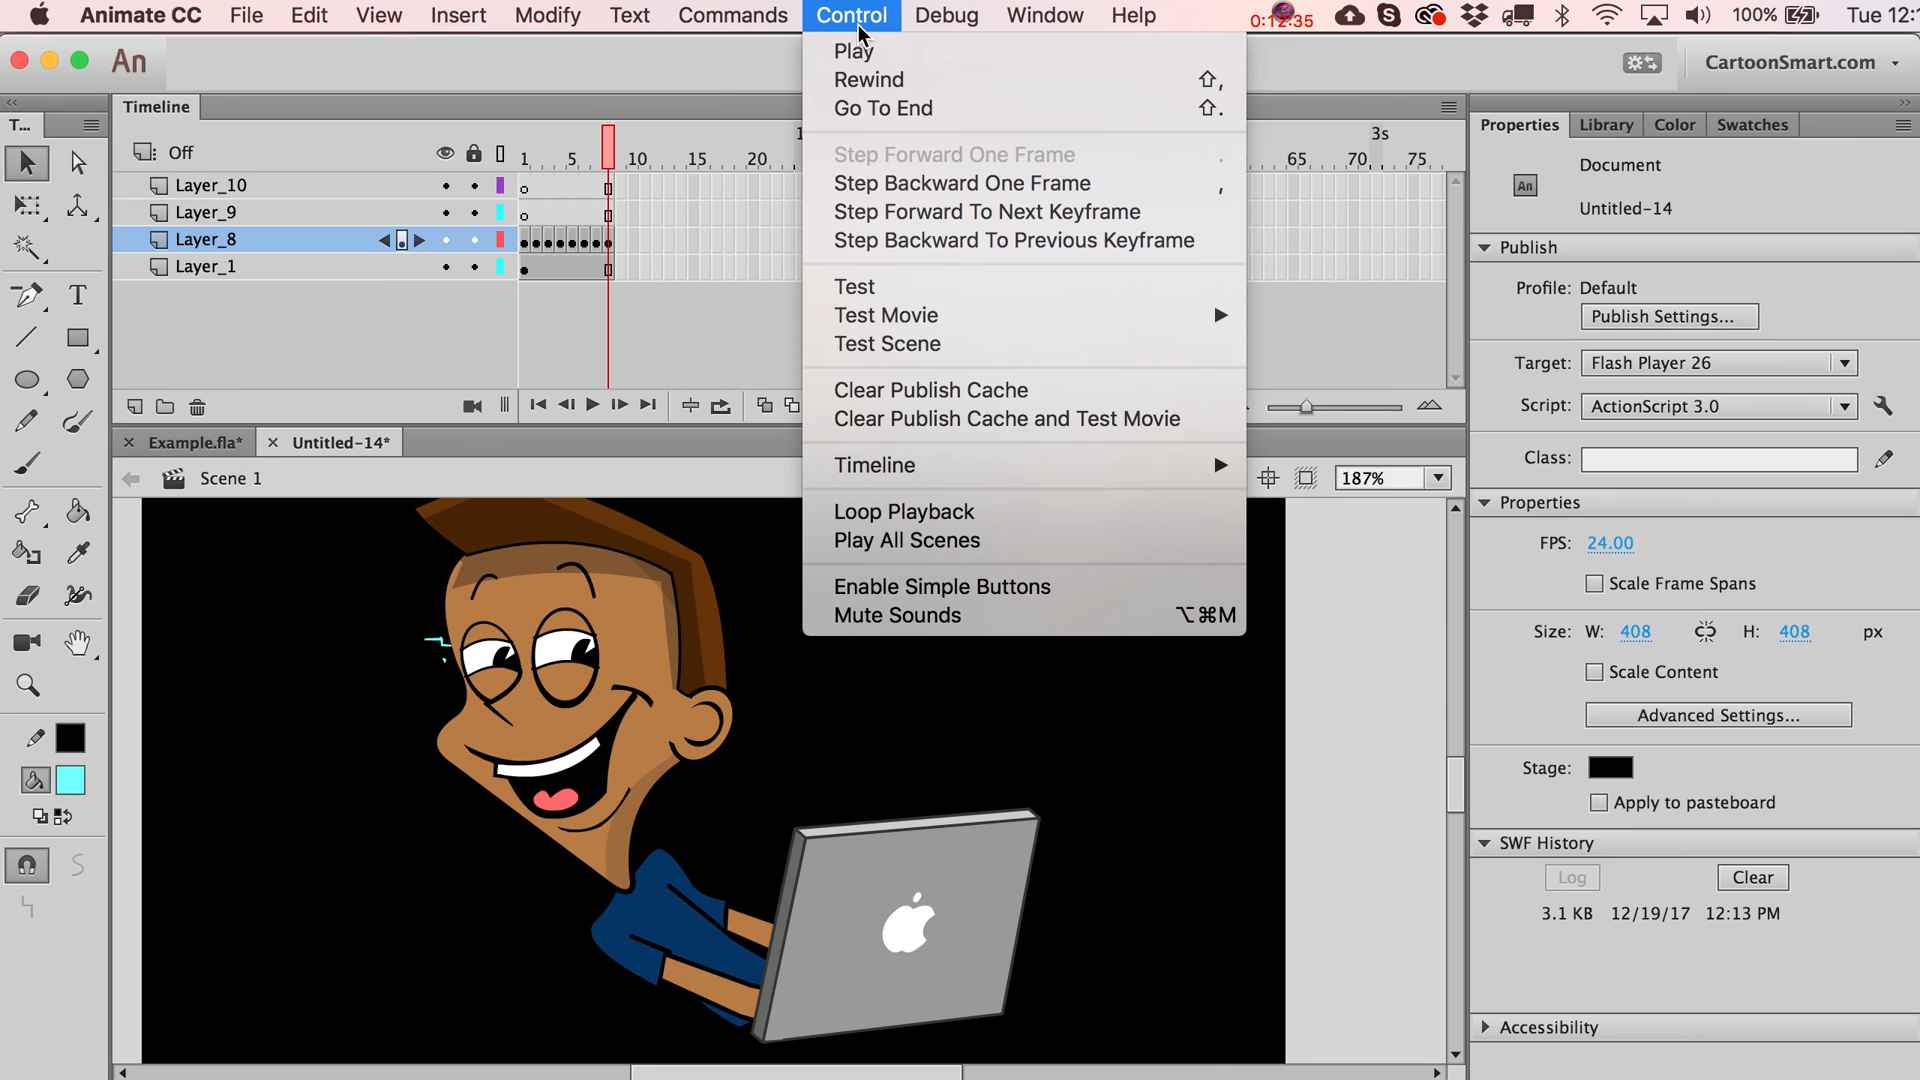 Animate CC File Edit View Insert Modify Text Commands Control Debug Window Help 0:12:35 100% Tue 12:
An CartoonSmart.com
Timeline
T...
Off 1 5 10 15 20 1 3s 65 70 75
Layer_10
Layer_9
Layer_8
Layer_1
Play
Rewind ⇧,
Go To End ⇧.
Step Forward One Frame .
Step Backward One Frame ,
Step Forward To Next Keyframe
Step Backward To Previous Keyframe
Test
Test Movie
Test Scene
Clear Publish Cache
Clear Publish Cache and Test Movie
Timeline
Loop Playback
Play All Scenes
Enable Simple Buttons
Mute Sounds ⌥⌘M
Example.fla* Untitled-14*
Scene 1 187%
Properties Library Color Swatches
Document
An
Untitled-14
Publish
Profile: Default
Publish Settings...
Target: Flash Player 26
Script: ActionScript 3.0
Class:
Properties
FPS: 24.00
Scale Frame Spans
Size: W: 408 H: 408 px
Scale Content
Advanced Settings...
Stage:
Apply to pasteboard
SWF History
Log Clear
3.1 KB 12/19/17 12:13 PM
Accessibility